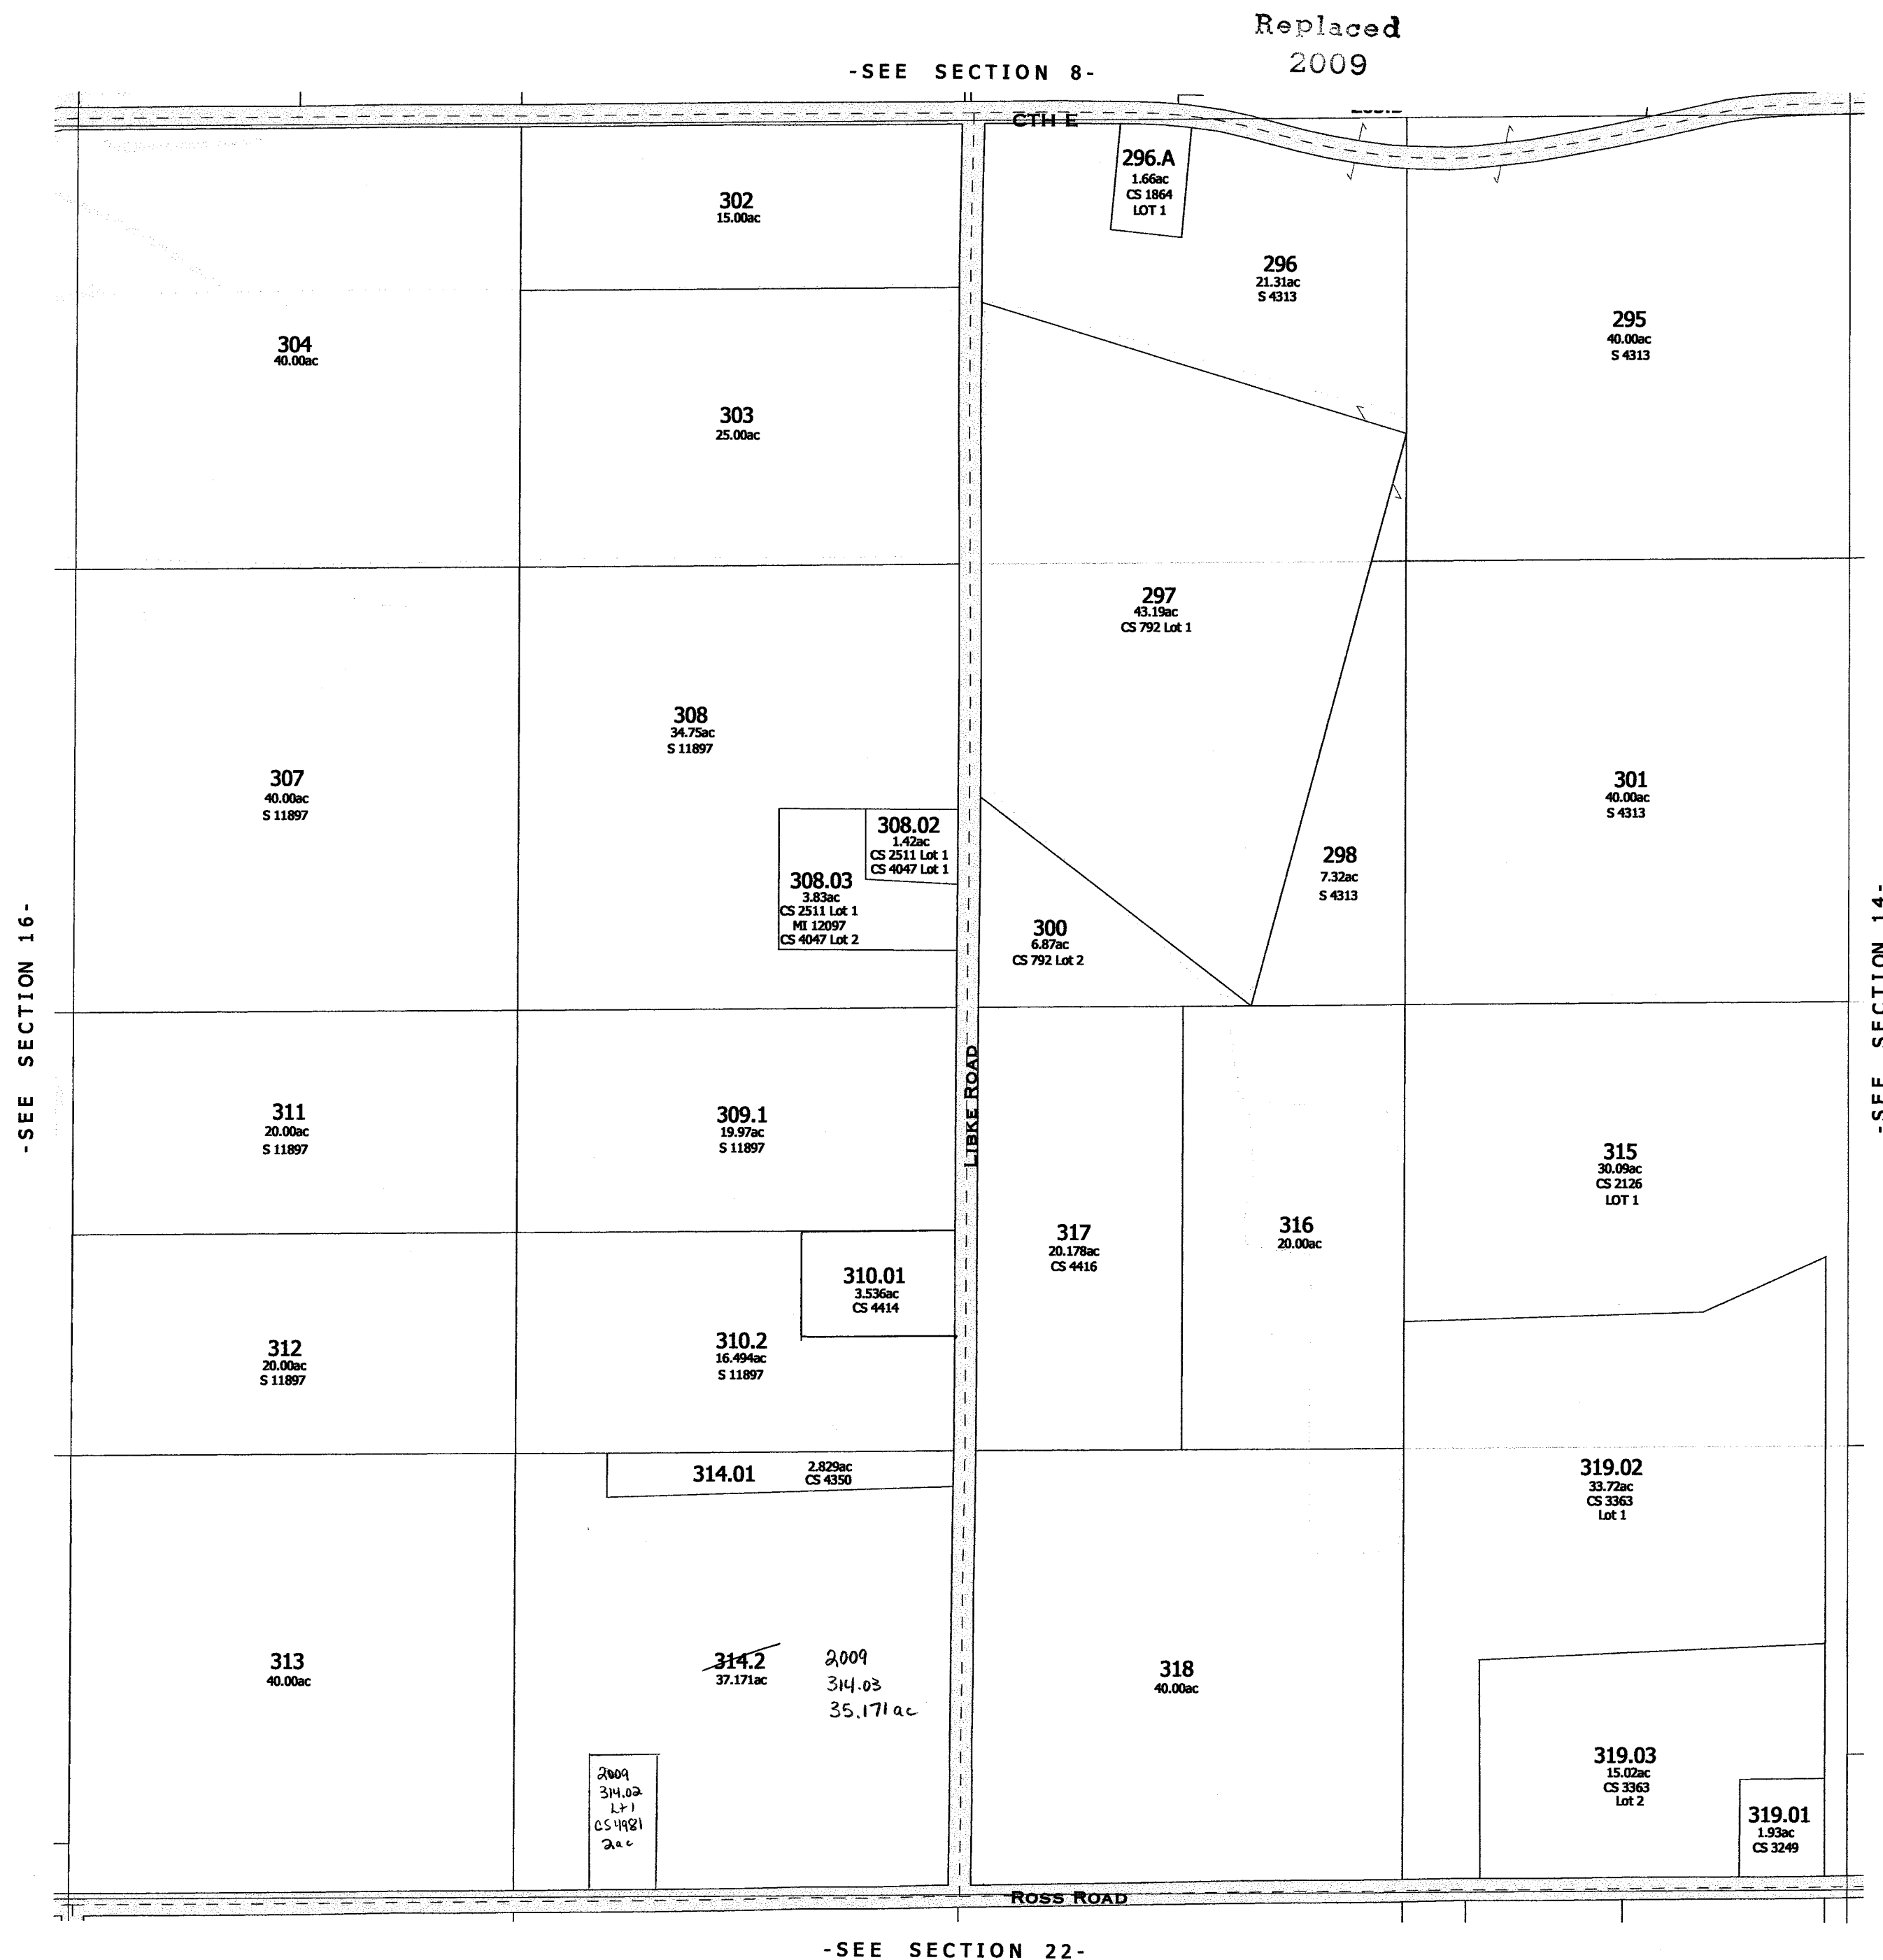 Replaced
2009
-SEE SECTION 8-
CTH E
296.A
1.66ac
CS 1864
LOT 1
302
15.00ac
296
21.31ac
S 4313
295
40.00ac
S 4313
304
40.00ac
303
25.00ac
297
43.19ac
CS 792 Lot 1
308
34.75ac
S 11897
307
40.00ac
S 11897
301
40.00ac
S 4313
308.02
1.42ac
CS 2511 Lot 1
CS 4047 Lot 1
308.03
3.83ac
CS 2511 Lot 1
MI 12097
CS 4047 Lot 2
298
7.32ac
S 4313
300
6.87ac
CS 792 Lot 2
-SEE SECTION 16-
-SEE SECTION 14-
LIBKE ROAD
311
20.00ac
S 11897
309.1
19.97ac
S 11897
315
30.09ac
CS 2126
LOT 1
317
20.178ac
CS 4416
316
20.00ac
310.01
3.536ac
CS 4414
312
20.00ac
S 11897
310.2
16.494ac
S 11897
314.01
2.829ac
CS 4350
319.02
33.72ac
CS 3363
Lot 1
313
40.00ac
314.2
37.171ac
2009
314.03
35.171 ac
318
40.00ac
2009
314.02
Lt 1
CS 4981
2ac
319.03
15.02ac
CS 3363
Lot 2
319.01
1.93ac
CS 3249
ROSS ROAD
-SEE SECTION 22-